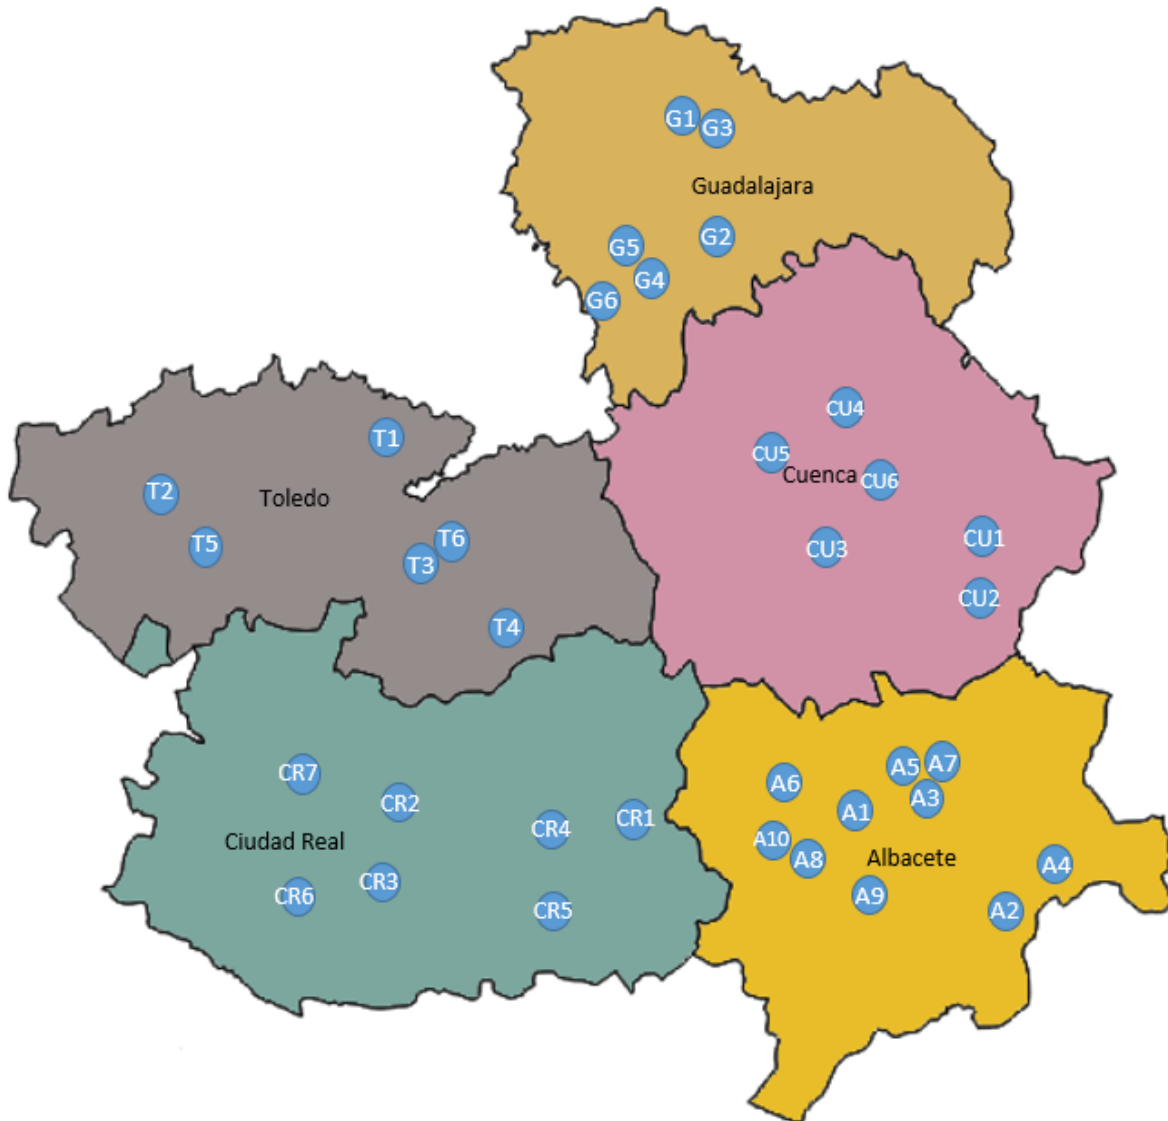 G1
G3
Guadalajara
G2
G5
G4
G6
CU4
T1
CU5
Cuenca
CU6
T2
Toledo
T6
CU1
T5
CU3
T3
CU2
T4
A7
A5
CR7
A6
A3
CR2
A1
CR1
CR4
Ciudad Real
A10
A8
Albacete
A4
CR3
A9
CR6
CR5
A2